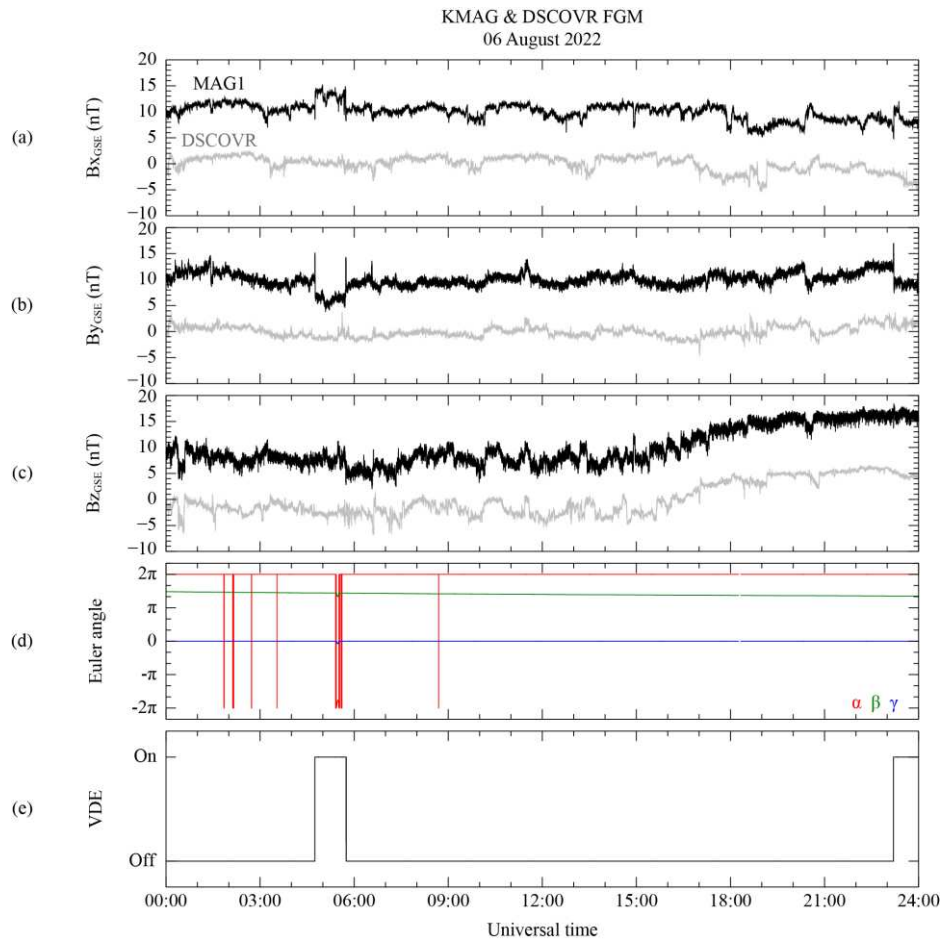 KMAG & DSCOVR FGM
06 August 2022
(a)
BxGSE (nT)
20
15
10
5
0
−5
−10
MAG1
DSCOVR
(b)
ByGSE (nT)
20
15
10
5
0
−5
−10
(c)
BzGSE (nT)
20
15
10
5
0
−5
−10
(d)
Euler angle
2π
π
0
-π
-2π
α β γ
(e)
VDE
On
Off
00:00 03:00 06:00 09:00 12:00 15:00 18:00 21:00 24:00
Universal time